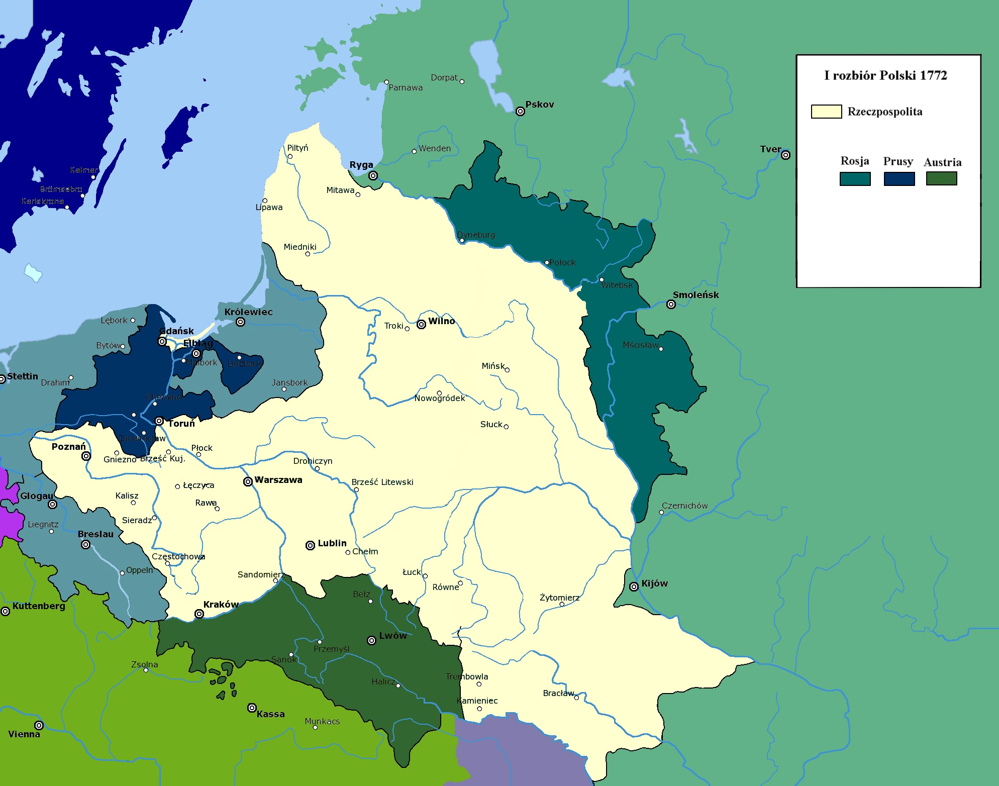 I rozbiór Polski 1772
Rzeczpospolita
Rosja Prusy Austria
Dorpat
Parnawa
Pskov
Piltyń
Wenden
Tver
Ryga
Kalmar
Brömsebro
Karlskrona
Mitawa
Lipawa
Dyneburg
Miedniki
Połock
Witebsk
Smoleńsk
Królewiec
Lębork
Troki
Wilno
Gdańsk
Elbląg
Bytów
Malbork
Lidzbark
Mścisław
Mińsk
Stettin
Drahim
Jansbork
Chełmno
Nowogródek
Toruń
Słuck
Inowrocław
Poznań
Płock
Gniezno
Brześć Kuj.
Drohiczyn
Warszawa
Brześć Litewski
Łęczyca
Glogau
Kalisz
Rawa
Czernichów
Sieradz
Liegnitz
Breslau
Lublin
Chełm
Częstochowa
Oppeln
Sandomierz
Łuck
Równe
Kijów
Bełz
Żytomierz
Kuttenberg
Kraków
Lwów
Przemyśl
Sanok
Zsolna
Trembowla
Halicz
Bracław
Kamieniec
Kassa
Munkacs
Vienna